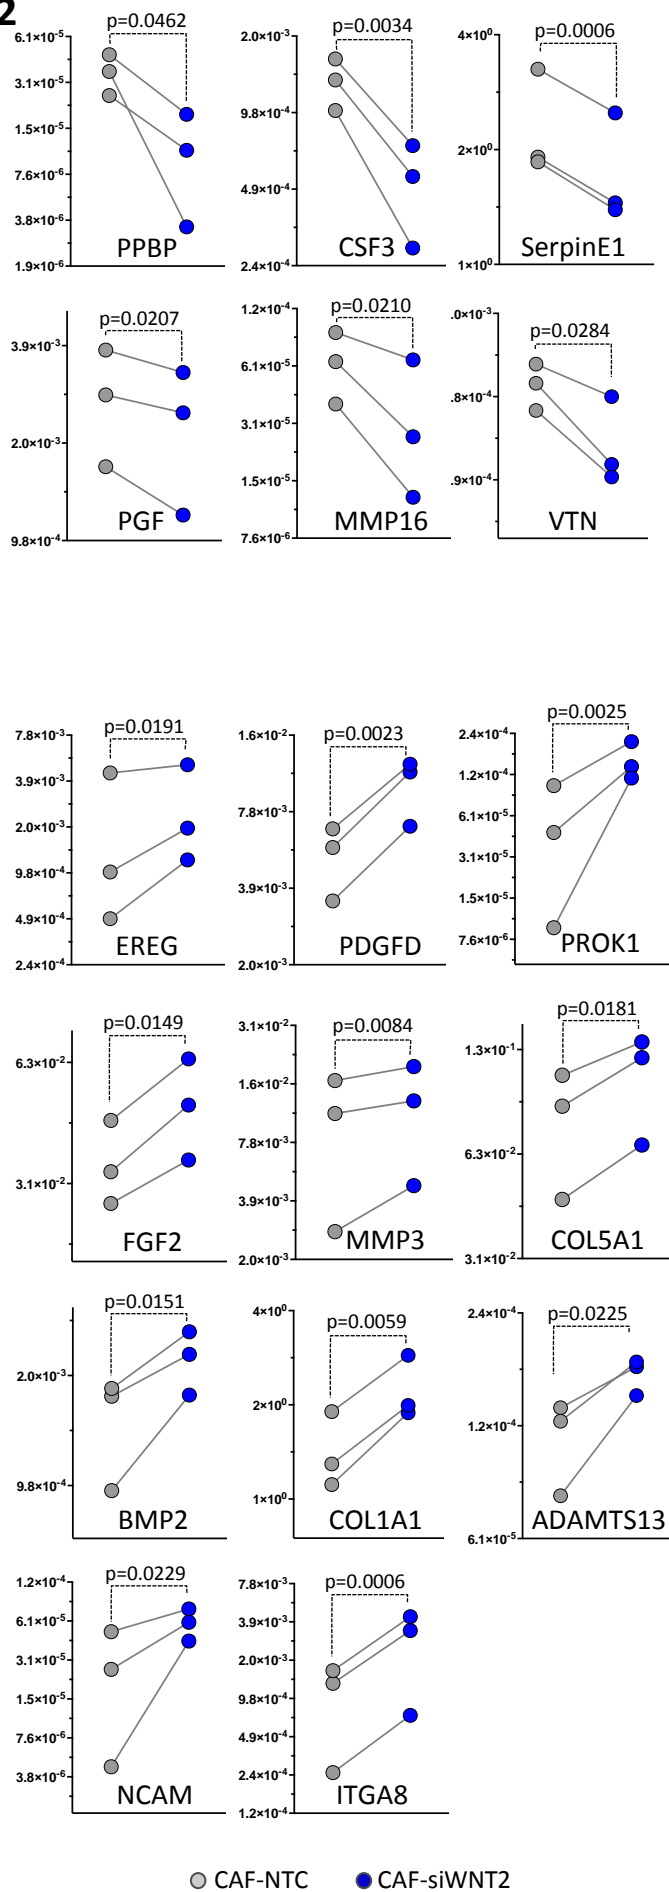 2
p=0.0462
6.1×10⁻⁵
3.1×10⁻⁵
1.5×10⁻⁵
7.6×10⁻⁶
3.8×10⁻⁶
1.9×10⁻⁶
PPBP
p=0.0034
2.0×10⁻³
9.8×10⁻⁴
4.9×10⁻⁴
2.4×10⁻⁴
CSF3
p=0.0006
4×10⁰
2×10⁰
1×10⁰
SerpinE1
p=0.0207
3.9×10⁻³
2.0×10⁻³
9.8×10⁻⁴
PGF
p=0.0210
1.2×10⁻⁴
6.1×10⁻⁵
3.1×10⁻⁵
1.5×10⁻⁵
7.6×10⁻⁶
MMP16
p=0.0284
.0×10⁻³
.8×10⁻⁴
.9×10⁻⁴
VTN
p=0.0191
7.8×10⁻³
3.9×10⁻³
2.0×10⁻³
9.8×10⁻⁴
4.9×10⁻⁴
2.4×10⁻⁴
EREG
p=0.0023
1.6×10⁻²
7.8×10⁻³
3.9×10⁻³
2.0×10⁻³
PDGFD
p=0.0025
2.4×10⁻⁴
1.2×10⁻⁴
6.1×10⁻⁵
3.1×10⁻⁵
1.5×10⁻⁵
7.6×10⁻⁶
PROK1
p=0.0149
6.3×10⁻²
3.1×10⁻²
FGF2
p=0.0084
3.1×10⁻²
1.6×10⁻²
7.8×10⁻³
3.9×10⁻³
2.0×10⁻³
MMP3
p=0.0181
1.3×10⁻¹
6.3×10⁻²
3.1×10⁻²
COL5A1
p=0.0151
2.0×10⁻³
9.8×10⁻⁴
BMP2
p=0.0059
4×10⁰
2×10⁰
1×10⁰
COL1A1
p=0.0225
2.4×10⁻⁴
1.2×10⁻⁴
6.1×10⁻⁵
ADAMTS13
p=0.0229
1.2×10⁻⁴
6.1×10⁻⁵
3.1×10⁻⁵
1.5×10⁻⁵
7.6×10⁻⁶
3.8×10⁻⁶
NCAM
p=0.0006
7.8×10⁻³
3.9×10⁻³
2.0×10⁻³
9.8×10⁻⁴
4.9×10⁻⁴
2.4×10⁻⁴
1.2×10⁻⁴
ITGA8
CAF-NTC
CAF-siWNT2